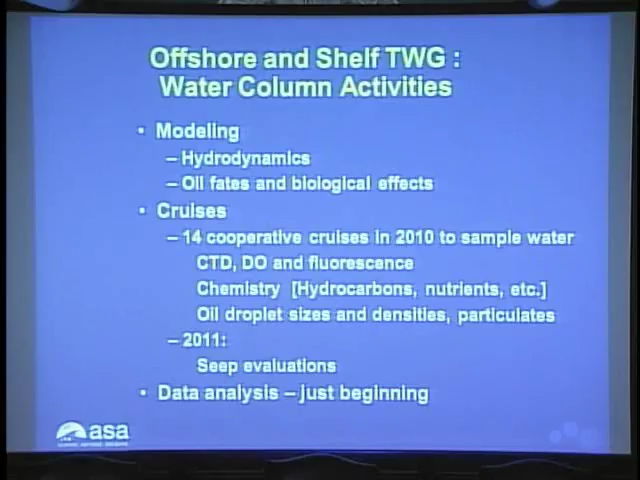 Offshore and Shelf TWG :
Water Column Activities
• Modeling
– Hydrodynamics
– Oil fates and biological effects
• Cruises
– 14 cooperative cruises in 2010 to sample water
CTD, DO and fluorescence
Chemistry [Hydrocarbons, nutrients, etc.]
Oil droplet sizes and densities, particulates
– 2011:
Seep evaluations
• Data analysis – just beginning
asa